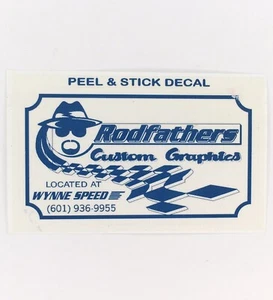 PEEL & STICK DECAL
Rodfathers
Custom Graphics
LOCATED AT
WYNNE SPEED
(601) 936-9955